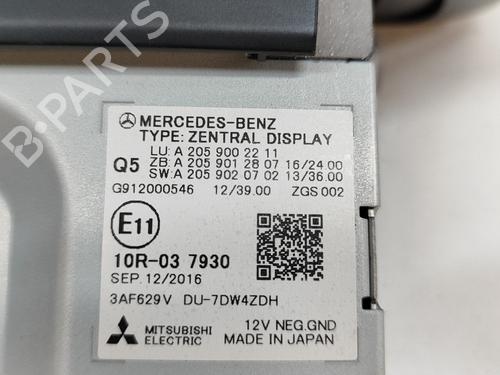 MERCEDES-BENZ
TYPE: ZENTRAL DISPLAY
LU: A 205 900 22 11
Q5 ZB: A 205 901 28 07 16/24 00
SW: A 205 902 07 02 13/36.00
G912000546 12/39.00 ZGS 002
E11
10R-03 7930
SEP. 12/2016
3AF629V DU-7DW4ZDH
MITSUBISHI ELECTRIC 12V NEG.GND
MADE IN JAPAN
B-PARTS